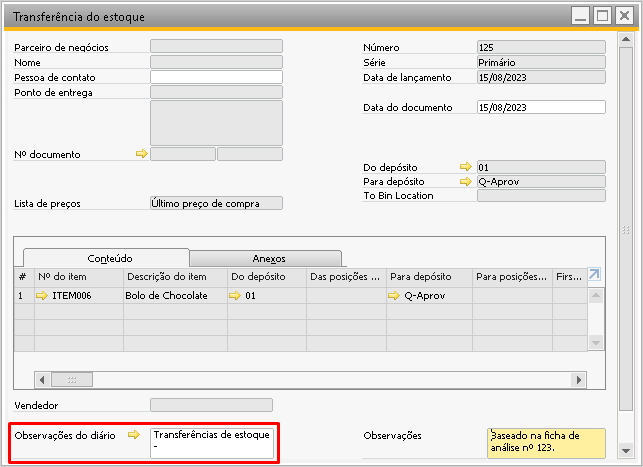 Transferência do estoque
Parceiro de negócios
Nome
Pessoa de contato
Ponto de entrega
Nº documento
Lista de preços Último preço de compra
Número 125
Série Primário
Data de lançamento 15/08/2023
Data do documento 15/08/2023
Do depósito 01
Para depósito Q-Aprov
To Bin Location
Conteúdo Anexos
# Nº do item Descrição do item Do depósito Das posições ... Para depósito Para posições... Firs...
1 ITEM006 Bolo de Chocolate 01 Q-Aprov
Vendedor
Observações do diário Transferências de estoque
-
Observações Baseado na ficha de
análise nº 123.